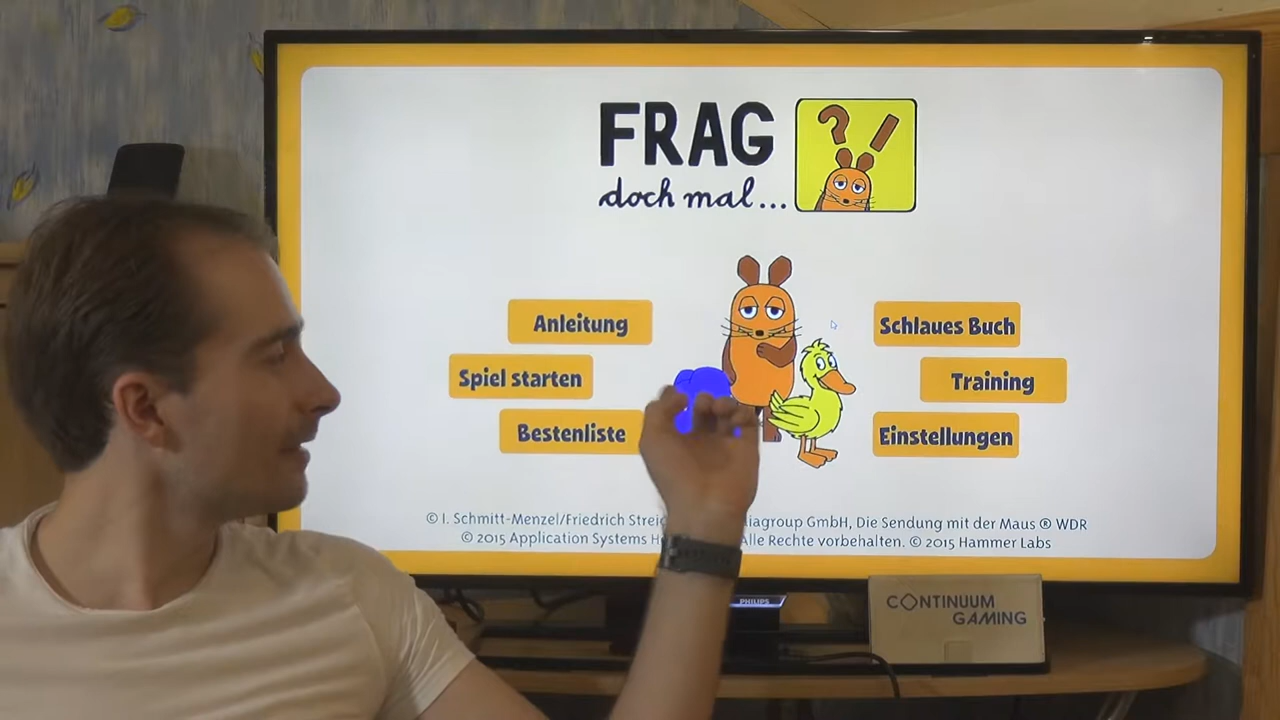 FRAG
doch mal...
? !
Anleitung
Schlaues Buch
Spiel starten
Training
Bestenliste
Einstellungen
© I. Schmitt-Menzel/Friedrich Streic iagroup GmbH, Die Sendung mit der Maus ® WDR
© 2015 Application Systems H Alle Rechte vorbehalten. © 2015 Hammer Labs
PHILIPS
CONTINUUM
GAMING